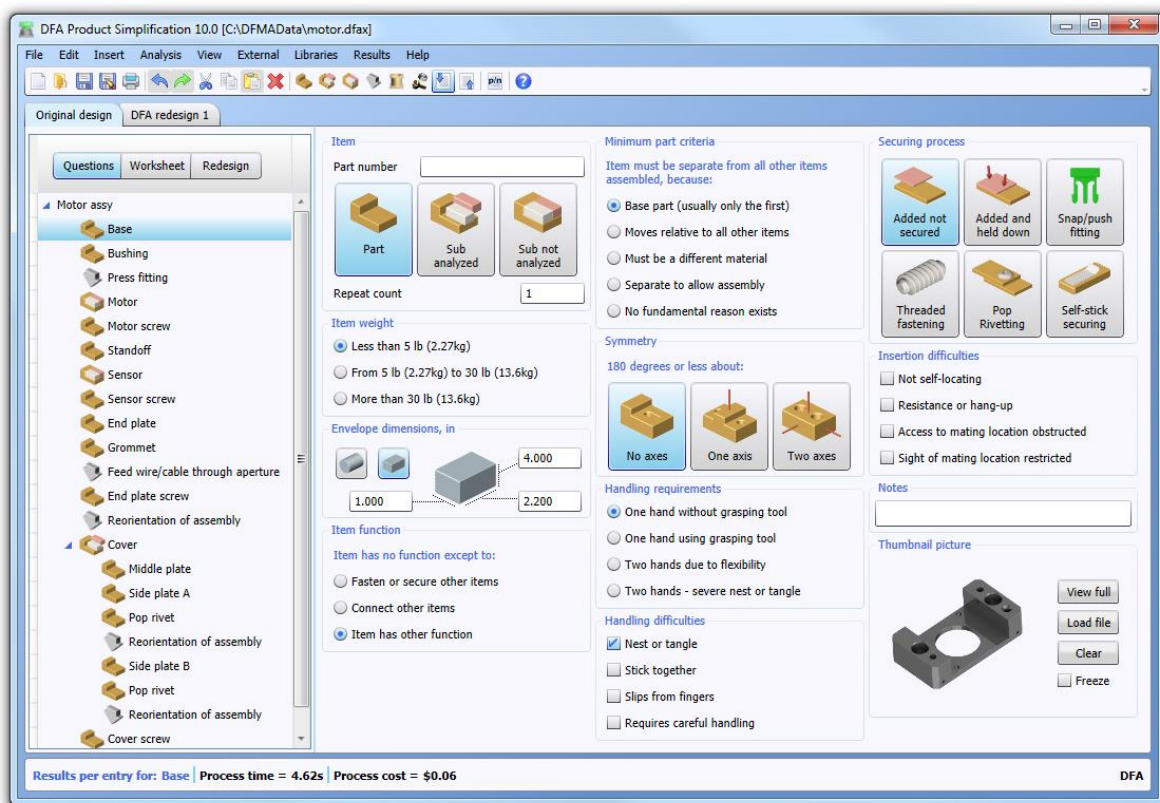 DFA Product Simplification 10.0 [C:\DFMAData\motor.dfax]
File Edit Insert Analysis View External Libraries Results Help
p/n
Original design DFA redesign 1
Questions Worksheet Redesign
Motor assy
Base
Bushing
Press fitting
Motor
Motor screw
Standoff
Sensor
Sensor screw
End plate
Grommet
Feed wire/cable through aperture
End plate screw
Reorientation of assembly
Cover
Middle plate
Side plate A
Pop rivet
Reorientation of assembly
Side plate B
Pop rivet
Reorientation of assembly
Cover screw
Item
Part number
Part
Sub
analyzed
Sub not
analyzed
Repeat count 1
Item weight
Less than 5 lb (2.27kg)
From 5 lb (2.27kg) to 30 lb (13.6kg)
More than 30 lb (13.6kg)
Envelope dimensions, in
4.000
1.000 2.200
Item function
Item has no function except to:
Fasten or secure other items
Connect other items
Item has other function
Minimum part criteria
Item must be separate from all other items
assembled, because:
Base part (usually only the first)
Moves relative to all other items
Must be a different material
Separate to allow assembly
No fundamental reason exists
Symmetry
180 degrees or less about:
No axes One axis Two axes
Handling requirements
One hand without grasping tool
One hand using grasping tool
Two hands due to flexibility
Two hands - severe nest or tangle
Handling difficulties
Nest or tangle
Stick together
Slips from fingers
Requires careful handling
Securing process
Added not
secured
Added and
held down
Snap/push
fitting
Threaded
fastening
Pop
Rivetting
Self-stick
securing
Insertion difficulties
Not self-locating
Resistance or hang-up
Access to mating location obstructed
Sight of mating location restricted
Notes
Thumbnail picture
View full
Load file
Clear
Freeze
Results per entry for: Base Process time = 4.62s Process cost = $0.06 DFA